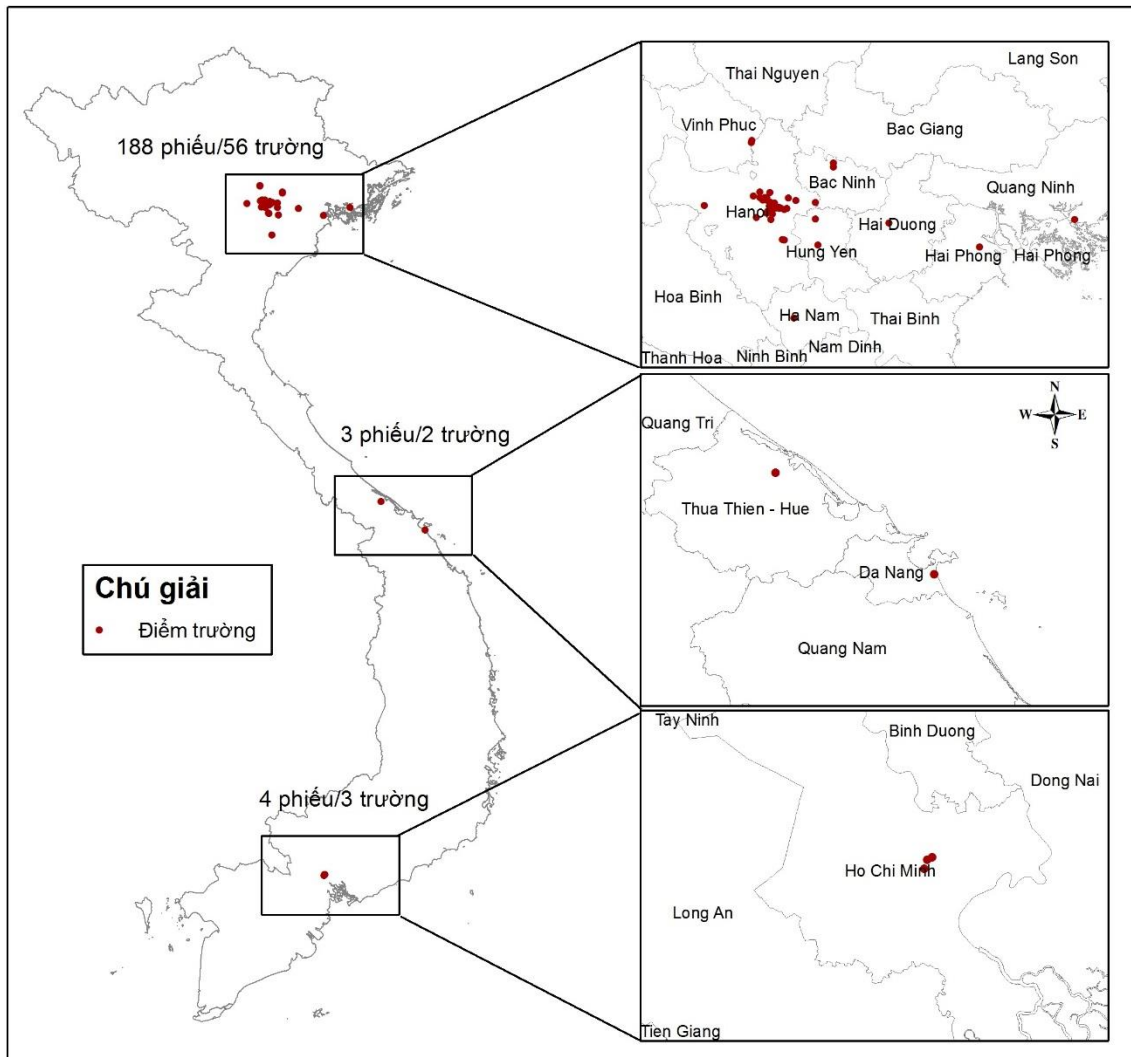 188 phiếu/56 trường
3 phiếu/2 trường
Chú giải
Điểm trường
4 phiếu/3 trường
Lang Son
Thai Nguyen
Vinh Phuc
Bac Giang
Bac Ninh
Quang Ninh
Hanoi
Hai Duong
Hung Yen
Hai Phong
Hai Phong
Hoa Binh
Ha Nam
Thai Binh
Nam Dinh
Thanh Hoa
Ninh Binh
N
W
E
S
Quang Tri
Thua Thien - Hue
Da Nang
Quang Nam
Tay Ninh
Binh Duong
Dong Nai
Ho Chi Minh
Long An
Tien Giang